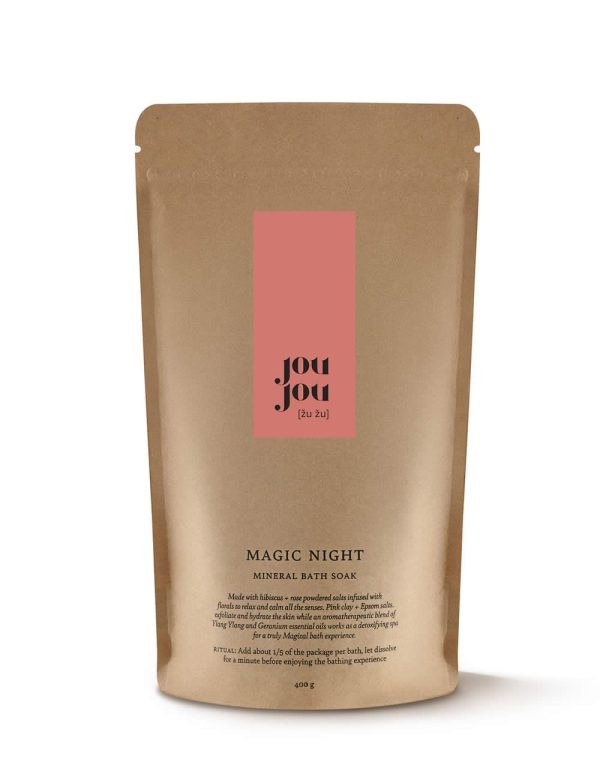 jou
jou
[žu žu]
MAGIC NIGHT
MINERAL BATH SOAK
Made with hibiscus + rose powdered salts infused with
florals to relax and calm all the senses. Pink clay + Epsom salts,
exfoliate and hydrate the skin while an aromatherapeutic blend of
Ylang Ylang and Geranium essential oils works as a detoxifying spa
for a truly Magical bath experience.
RITUAL: Add about 1/5 of the package per bath, let dissolve
for a minute before enjoying the bathing experience
400 g